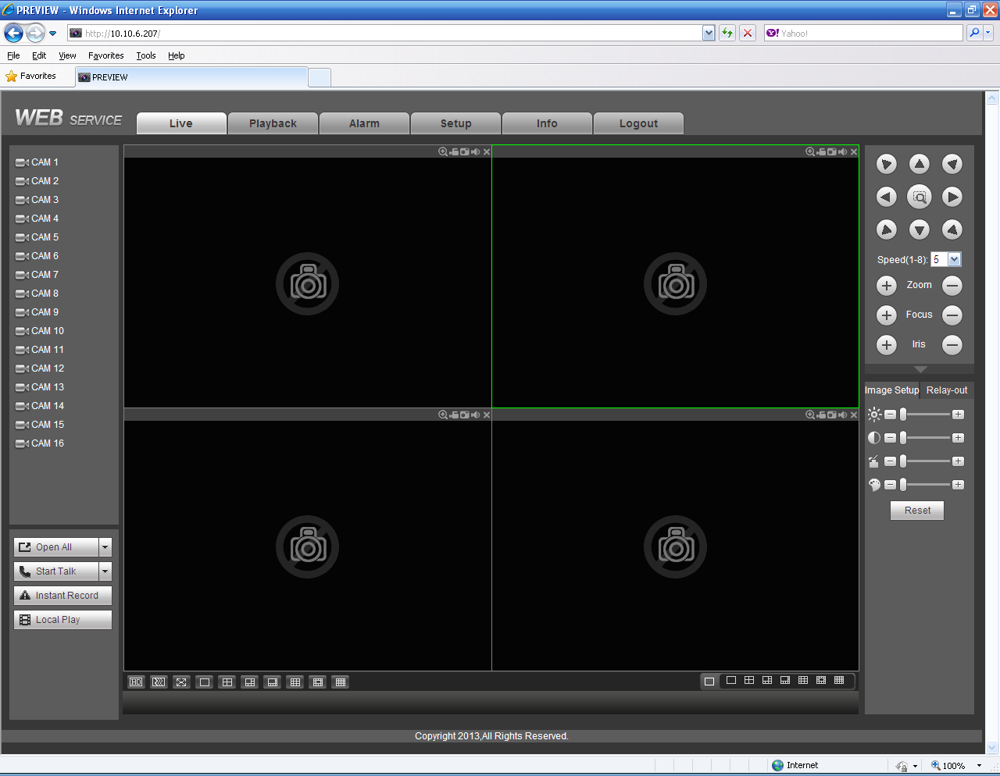 PREVIEW - Windows Internet Explorer
http://10.10.6.207/
Yahoo!
File Edit View Favorites Tools Help
Favorites
PREVIEW
WEB SERVICE
Live Playback Alarm Setup Info Logout
CAM 1
CAM 2
CAM 3
CAM 4
CAM 5
CAM 6
CAM 7
CAM 8
CAM 9
CAM 10
CAM 11
CAM 12
CAM 13
CAM 14
CAM 15
CAM 16
Open All
Start Talk
Instant Record
Local Play
Speed(1-8): 5
Zoom
Focus
Iris
Image Setup Relay-out
Reset
HD
Copyright 2013,All Rights Reserved.
Internet
100%